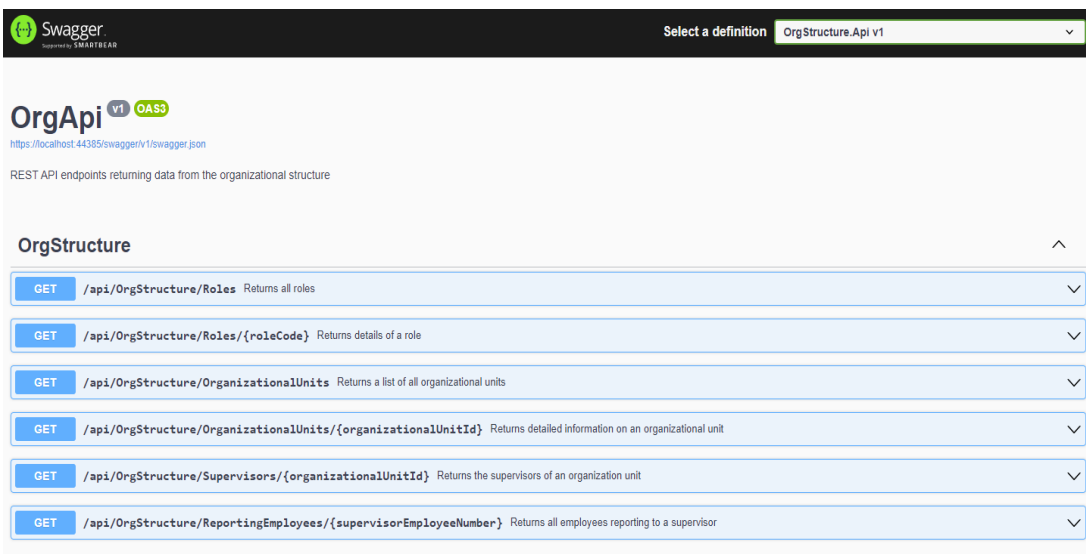 Swagger.
Supported by SMARTBEAR
Select a definition OrgStructure.Api v1
OrgApi v1 OAS3
https://localhost:44385/swagger/v1/swagger.json
REST API endpoints returning data from the organizational structure
OrgStructure
GET /api/OrgStructure/Roles Returns all roles
GET /api/OrgStructure/Roles/{roleCode} Returns details of a role
GET /api/OrgStructure/OrganizationalUnits Returns a list of all organizational units
GET /api/OrgStructure/OrganizationalUnits/{organizationalUnitId} Returns detailed information on an organizational unit
GET /api/OrgStructure/Supervisors/{organizationalUnitId} Returns the supervisors of an organization unit
GET /api/OrgStructure/ReportingEmployees/{supervisorEmployeeNumber} Returns all employees reporting to a supervisor